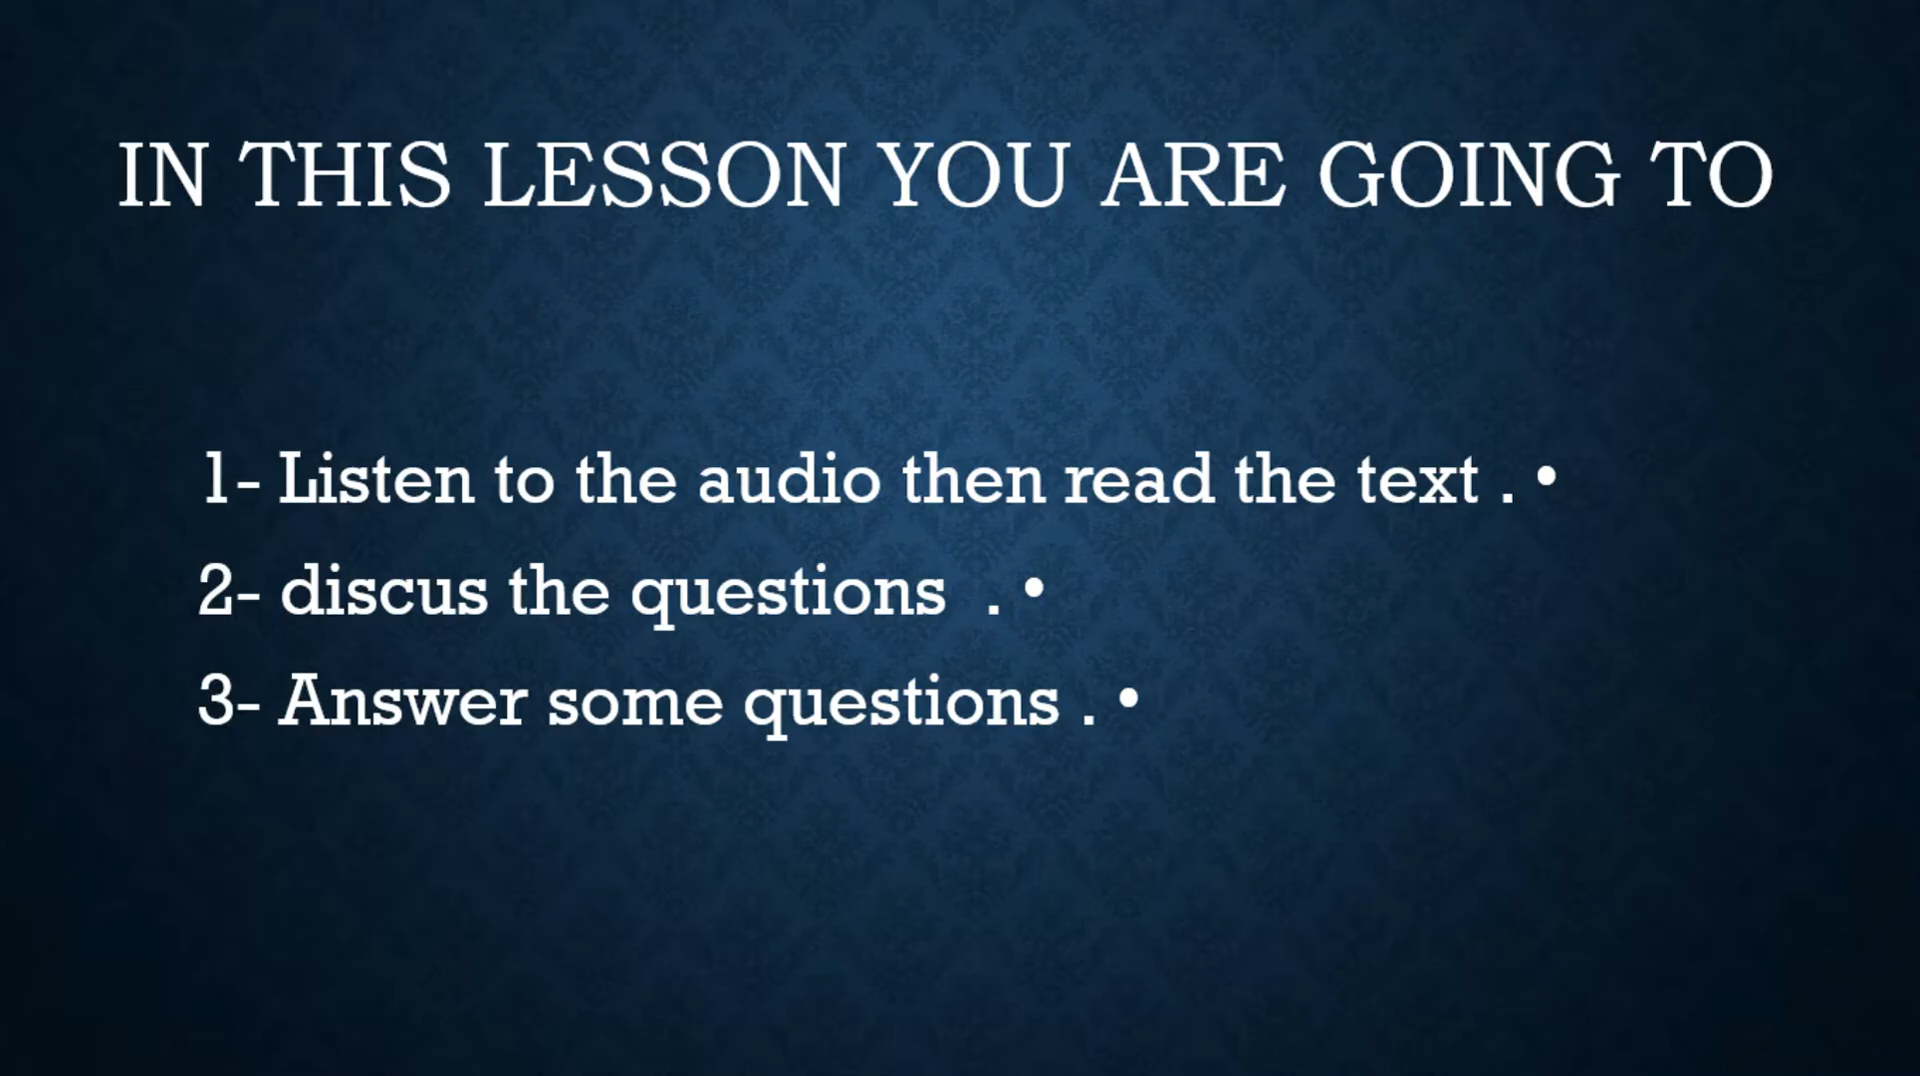 IN THIS LESSON YOU ARE GOING TO
1- Listen to the audio then read the text . •
2- discus the questions  . •
3- Answer some questions . •